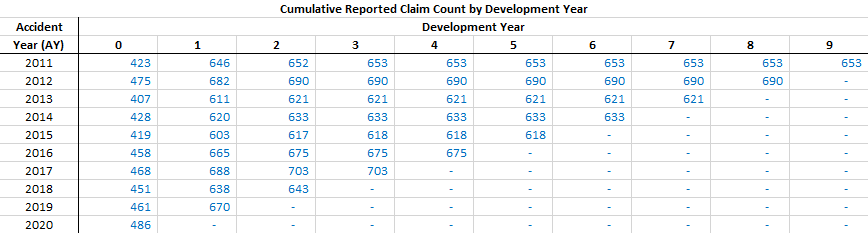 Cumulative Reported Claim Count by Development Year
Accident Development Year
Year (AY) 0 1 2 3 4 5 6 7 8 9
2011 423 646 652 653 653 653 653 653 653 653
2012 475 682 690 690 690 690 690 690 690 -
2013 407 611 621 621 621 621 621 621 - -
2014 428 620 633 633 633 633 633 - - -
2015 419 603 617 618 618 618 - - - -
2016 458 665 675 675 675 - - - - -
2017 468 688 703 703 - - - - - -
2018 451 638 643 - - - - - - -
2019 461 670 - - - - - - - -
2020 486 - - - - - - - - -